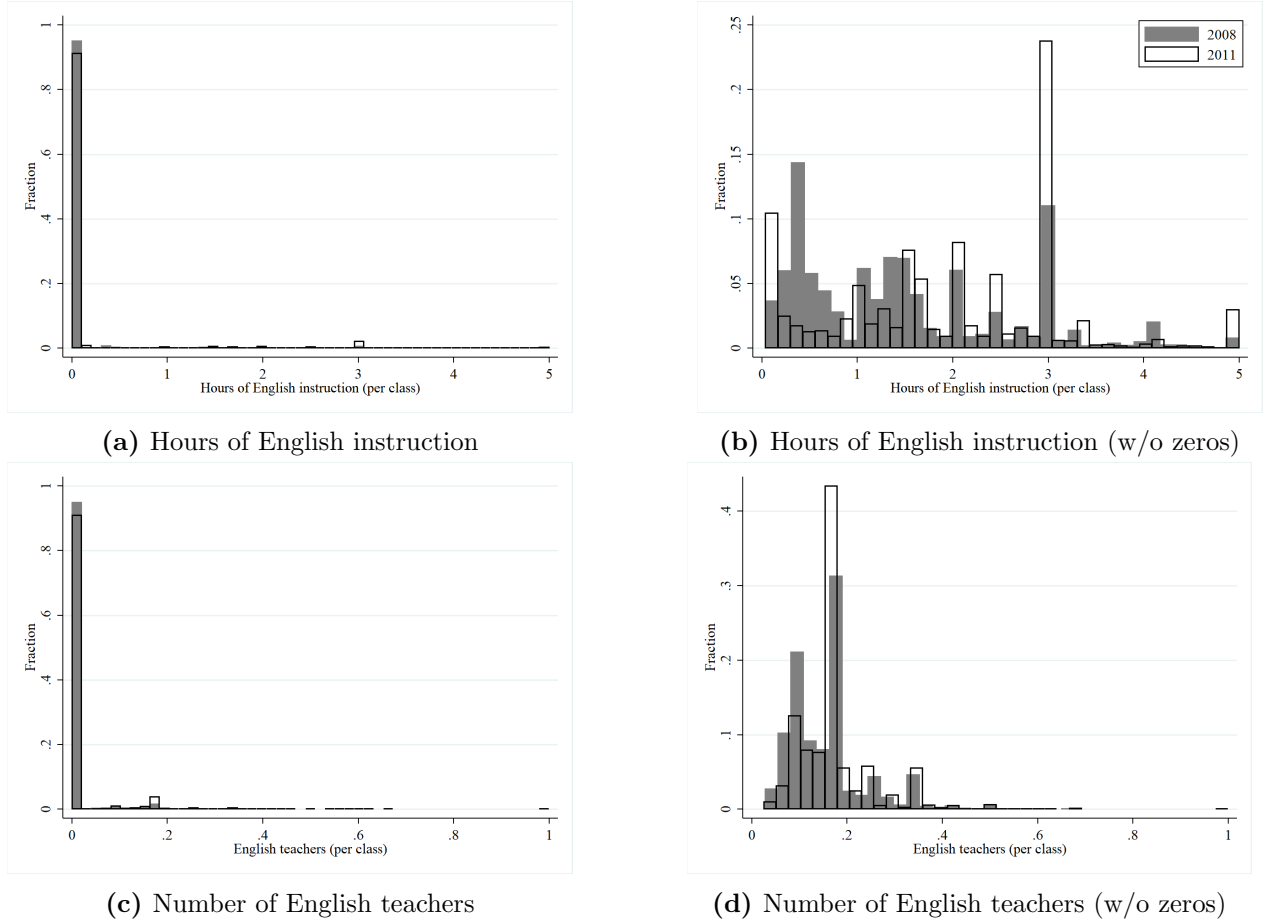 1
.8
.6
.4
.2
0
Fraction
0 1 2 3 4 5
Hours of English instruction (per class)
(a) Hours of English instruction
.25
.2
.15
.1
.05
0
Fraction
2008
2011
0 1 2 3 4 5
Hours of English instruction (per class)
(b) Hours of English instruction (w/o zeros)
1
.8
.6
.4
.2
0
Fraction
0 .2 .4 .6 .8 1
English teachers (per class)
(c) Number of English teachers
.4
.3
.2
.1
0
Fraction
0 .2 .4 .6 .8 1
English teachers (per class)
(d) Number of English teachers (w/o zeros)